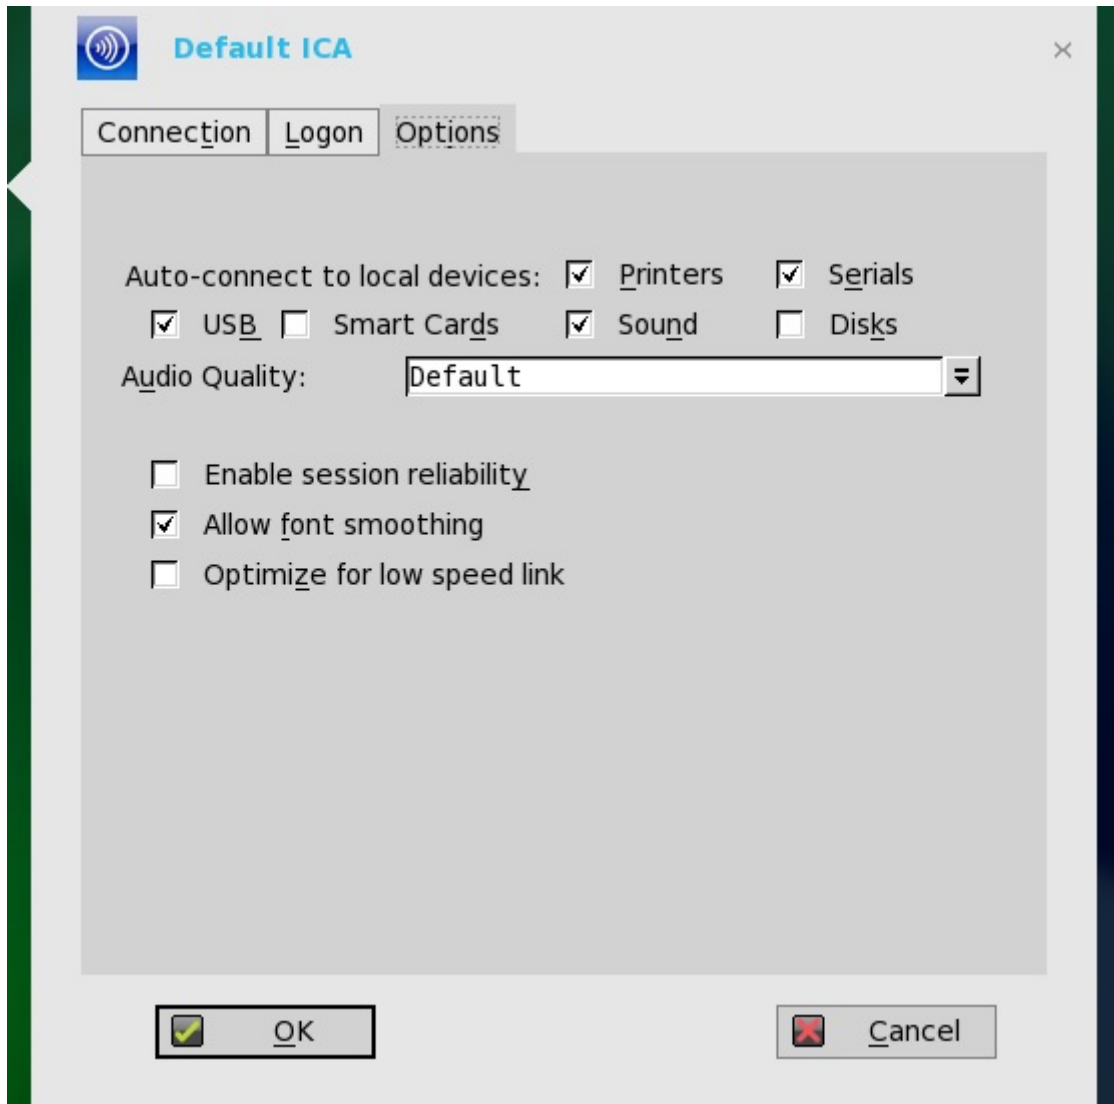 Default ICA
Connection Logon Options
Auto-connect to local devices: Printers Serials
USB Smart Cards Sound Disks
Audio Quality: Default
Enable session reliability
Allow font smoothing
Optimize for low speed link
OK Cancel